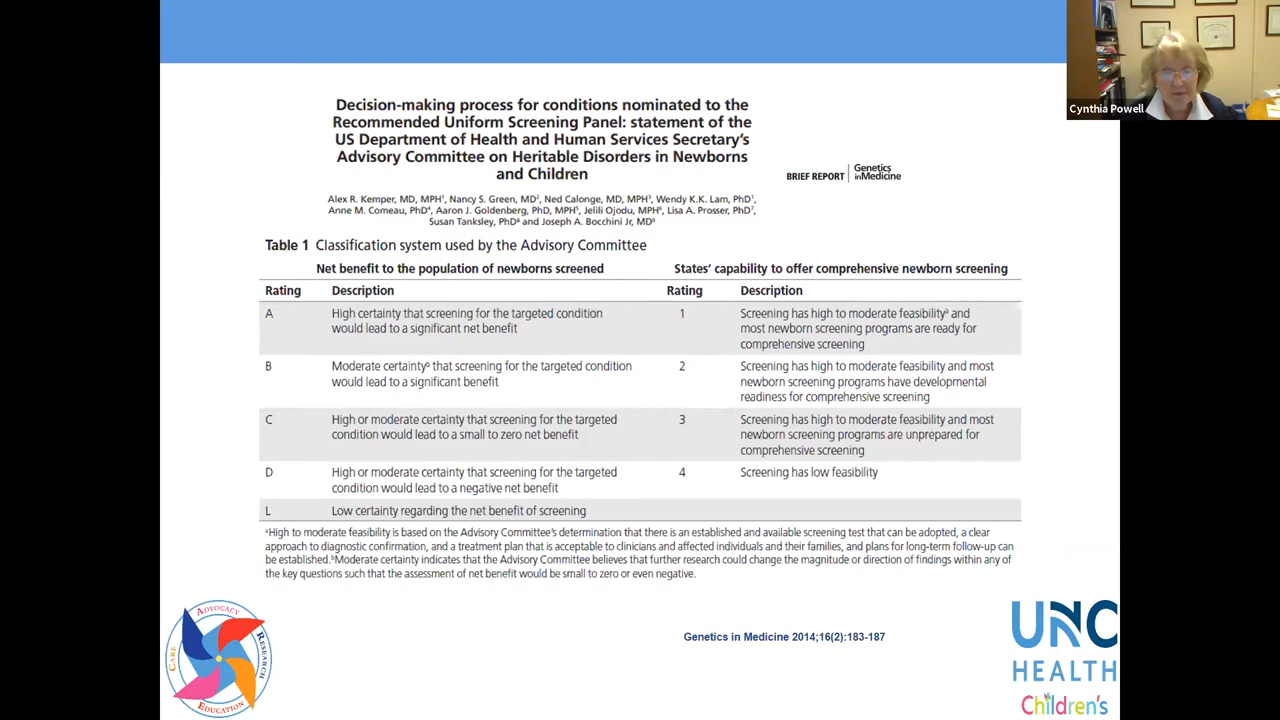 Cynthia Powell
Decision-making process for conditions nominated to the
Recommended Uniform Screening Panel: statement of the
US Department of Health and Human Services Secretary's
Advisory Committee on Heritable Disorders in Newborns
and Children
BRIEF REPORT
Genetics
inMedicine
Alex R. Kemper, MD, MPH¹, Nancy S. Green, MD², Ned Calonge, MD, MPH³, Wendy K.K. Lam, PhD¹,
Anne M. Comeau, PhD⁴, Aaron J. Goldenberg, PhD, MPH⁵, Jelili Ojodu, MPH⁶, Lisa A. Prosser, PhD⁷,
Susan Tanksley, PhD⁸ and Joseph A. Bocchini Jr, MD⁹
Table 1 Classification system used by the Advisory Committee
Net benefit to the population of newborns screened
States' capability to offer comprehensive newborn screening
Rating Description Rating Description
A High certainty that screening for the targeted condition
would lead to a significant net benefit
1 Screening has high to moderate feasibilityᵃ and
most newborn screening programs are ready for
comprehensive screening
B Moderate certaintyᵇ that screening for the targeted condition
would lead to a significant benefit
2 Screening has high to moderate feasibility and most
newborn screening programs have developmental
readiness for comprehensive screening
C High or moderate certainty that screening for the targeted
condition would lead to a small to zero net benefit
3 Screening has high to moderate feasibility and most
newborn screening programs are unprepared for
comprehensive screening
D High or moderate certainty that screening for the targeted
condition would lead to a negative net benefit
4 Screening has low feasibility
L Low certainty regarding the net benefit of screening
ᵃHigh to moderate feasibility is based on the Advisory Committee's determination that there is an established and available screening test that can be adopted, a clear
approach to diagnostic confirmation, and a treatment plan that is acceptable to clinicians and affected individuals and their families, and plans for long-term follow-up can
be established.ᵇModerate certainty indicates that the Advisory Committee believes that further research could change the magnitude or direction of findings within any of
the key questions such that the assessment of net benefit would be small to zero or even negative.
Genetics in Medicine 2014;16(2):183-187
ADVOCACY
RESEARCH
EDUCATION
CARE
UNC
HEALTH
Children's